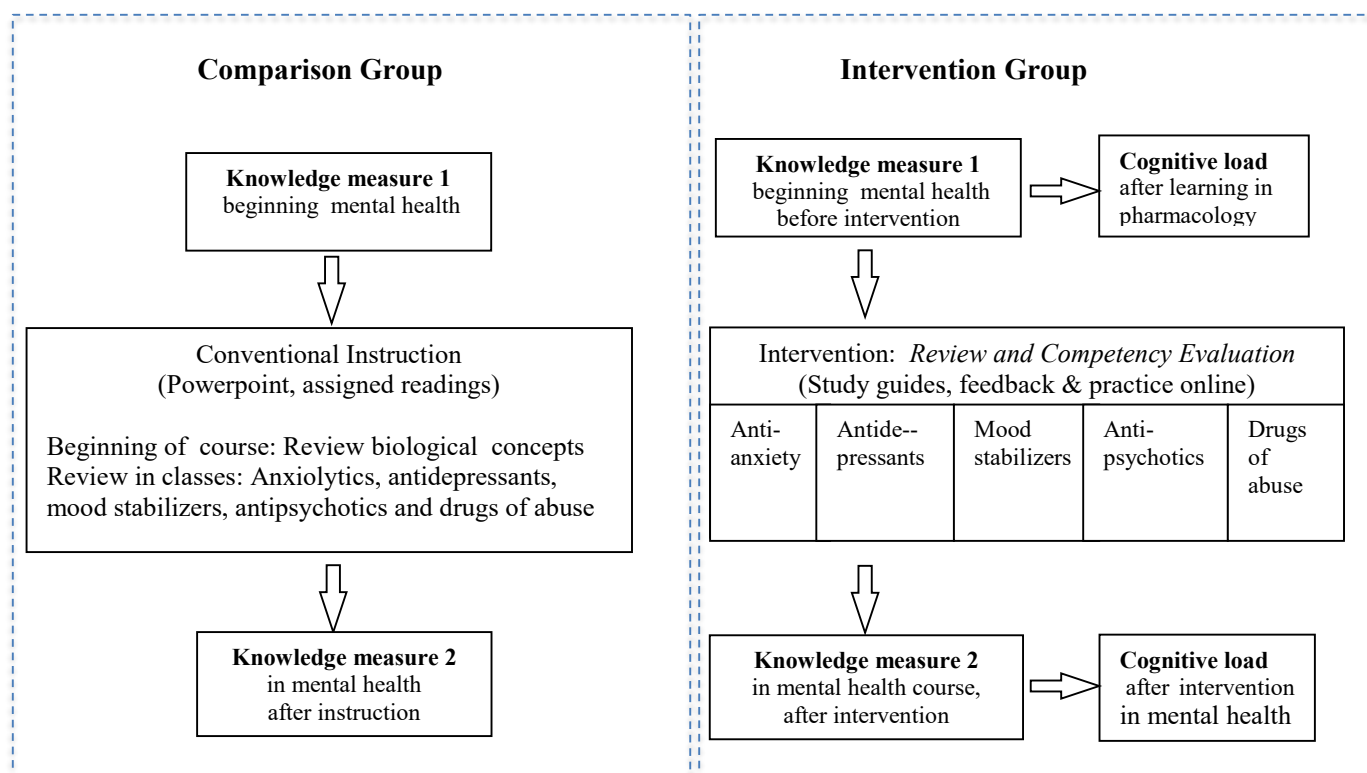 Comparison Group
Knowledge measure 1
beginning mental health
Conventional Instruction
(Powerpoint, assigned readings)
Beginning of course: Review biological concepts
Review in classes: Anxiolytics, antidepressants,
mood stabilizers, antipsychotics and drugs of abuse
Knowledge measure 2
in mental health
after instruction
Intervention Group
Knowledge measure 1
beginning mental health
before intervention
Cognitive load
after learning in
pharmacology
Intervention: Review and Competency Evaluation
(Study guides, feedback & practice online)
Anti-
anxiety
Antide--
pressants
Mood
stabilizers
Anti-
psychotics
Drugs
of
abuse
Knowledge measure 2
in mental health course,
after intervention
Cognitive load
after intervention
in mental health